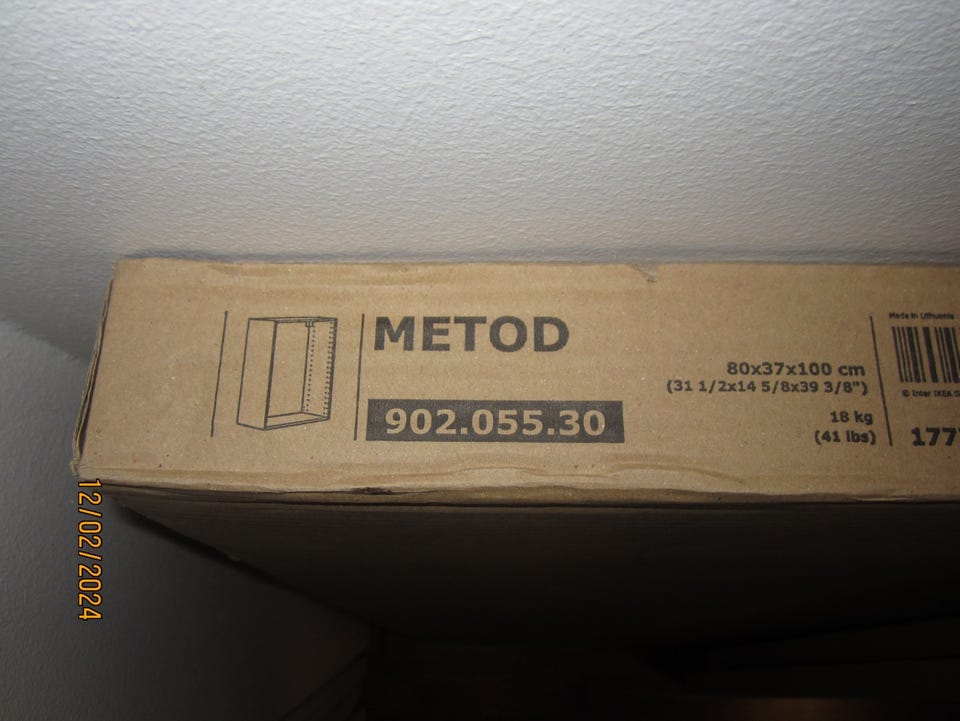 METOD
902.055.30
80x37x100 cm
(31 1/2x14 5/8x39 3/8")
18 kg
(41 lbs)
Made in Lithuania
© Inter IKEA
177
12/02/2024